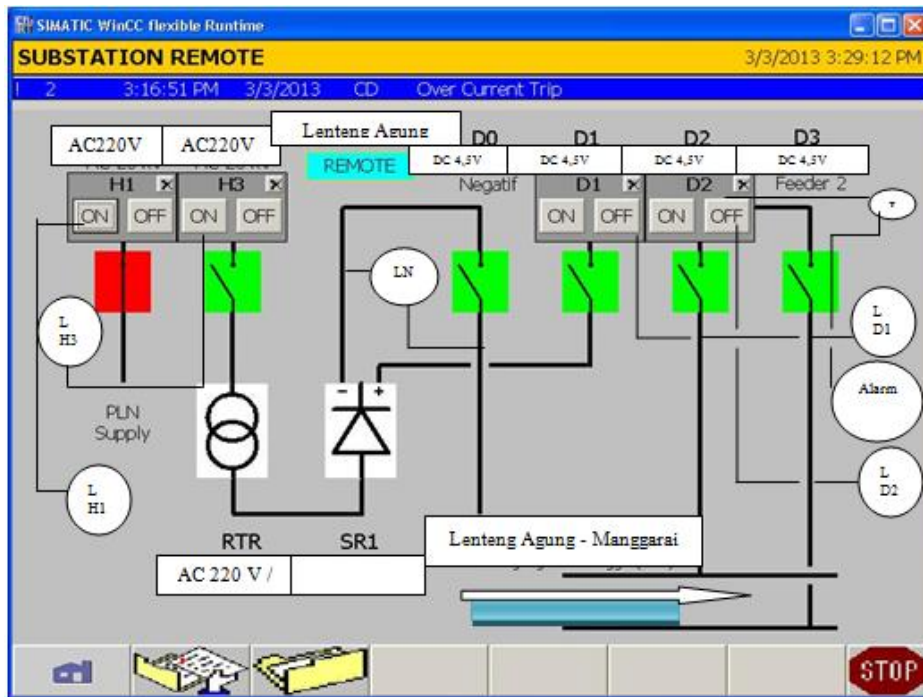 SIMATIC WinCC flexible Runtime
SUBSTATION REMOTE 3/3/2013 3:29:12 PM
! 2 3:16:51 PM 3/3/2013 CD Over Current Trip
AC220V AC220V Lenteng Agung D0 D1 D2 D3
REMOTE DC 4,5V DC 4,5V DC 4,5V DC 4,5V
H1 H3 Negatif D1 D2 Feeder 2
ON OFF ON OFF ON OFF ON OFF
LN
L
H3
L
D1
Alarm
PLN
Supply
- +
L
H1
L
D2
RTR SR1 Lenteng Agung - Manggarai
AC 220 V /
STOP